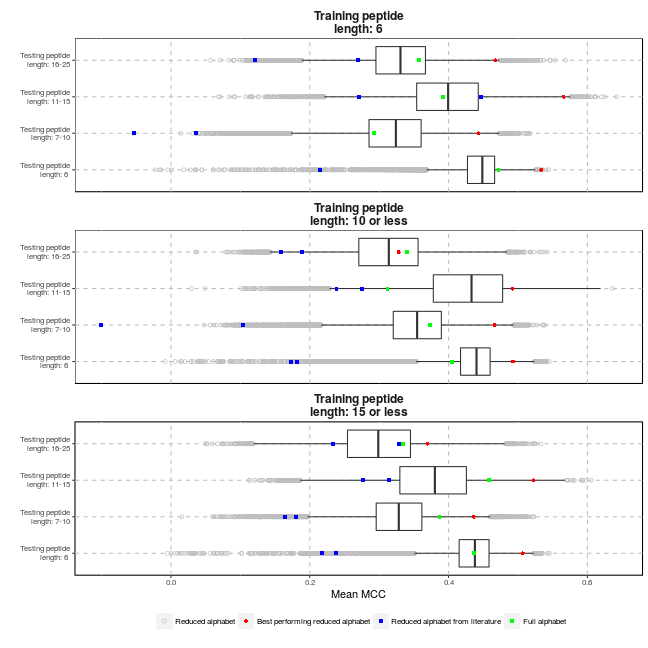 Training peptide
length: 6
Testing peptide
length: 16-25
Testing peptide
length: 11-15
Testing peptide
length: 7-10
Testing peptide
length: 6
Training peptide
length: 10 or less
Testing peptide
length: 16-25
Testing peptide
length: 11-15
Testing peptide
length: 7-10
Testing peptide
length: 6
Training peptide
length: 15 or less
Testing peptide
length: 16-25
Testing peptide
length: 11-15
Testing peptide
length: 7-10
Testing peptide
length: 6
0.0 0.2 0.4 0.6
Mean MCC
Reduced alphabet Best performing reduced alphabet Reduced alphabet from literature Full alphabet